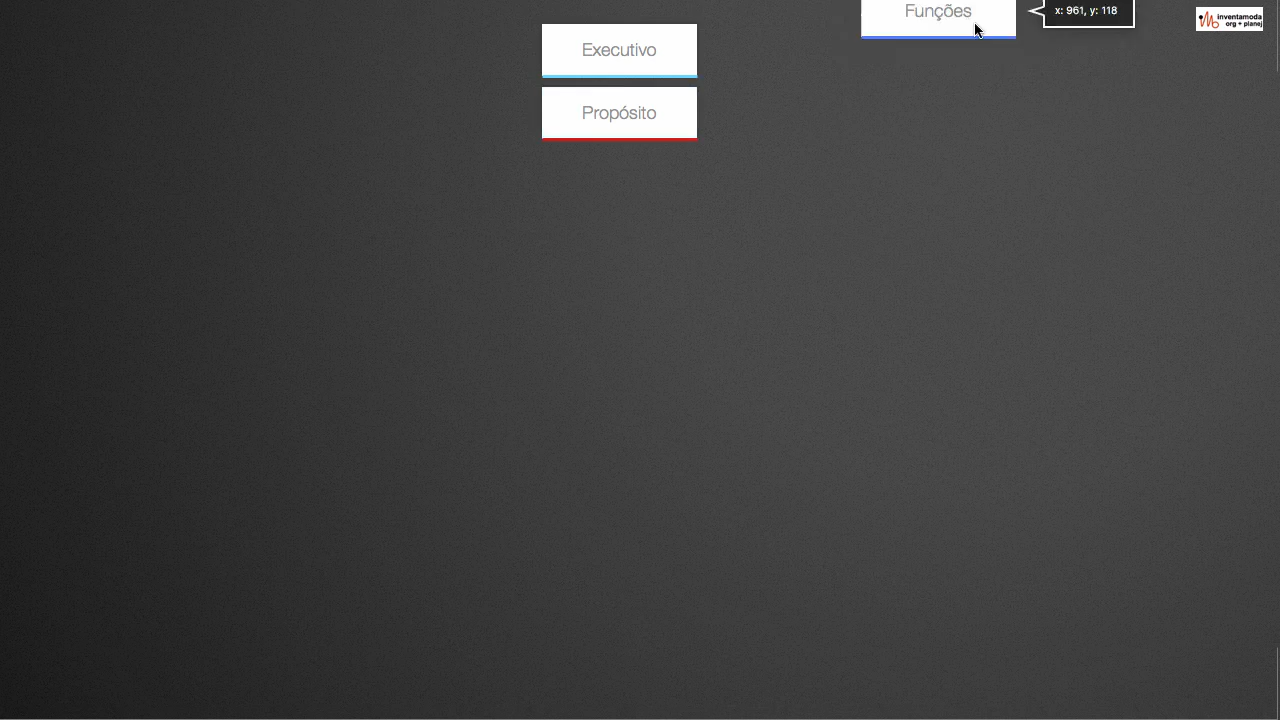 Funções
x: 961, y: 118
inventamoda
org + planej
Executivo
Propósito